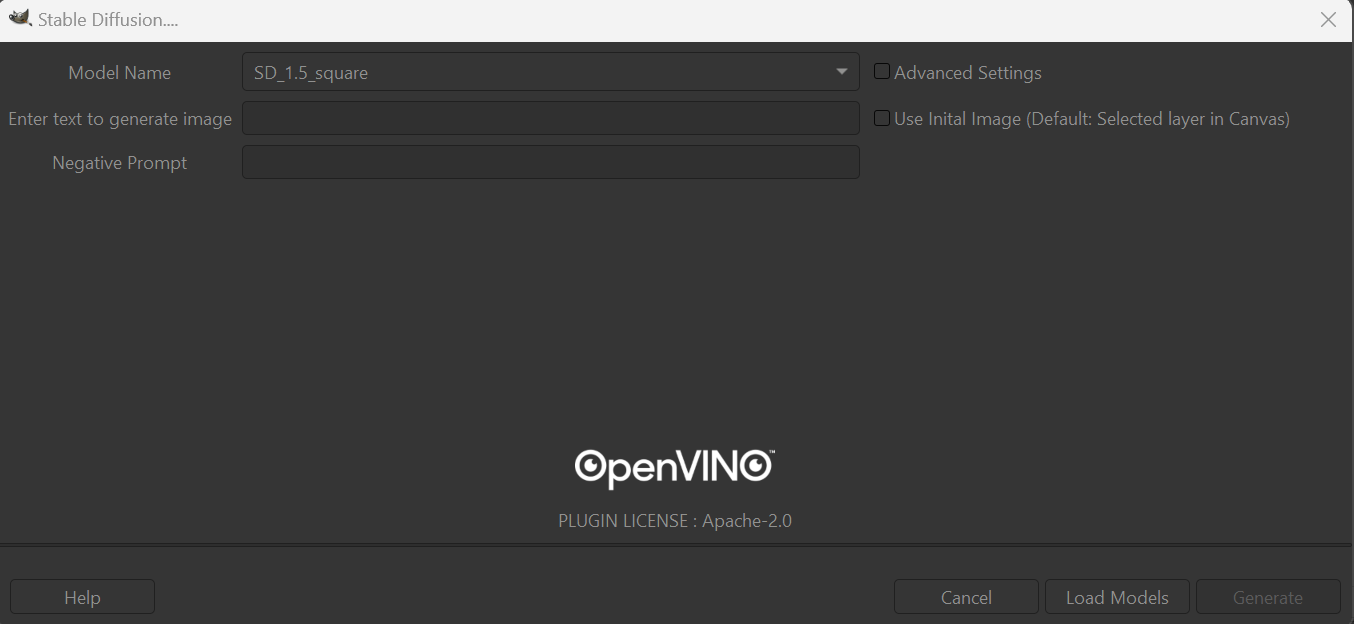 Stable Diffusion....
Model Name SD_1.5_square Advanced Settings
Enter text to generate image Use Inital Image (Default: Selected layer in Canvas)
Negative Prompt
OpenVINO™
PLUGIN LICENSE : Apache-2.0
Help Cancel Load Models Generate